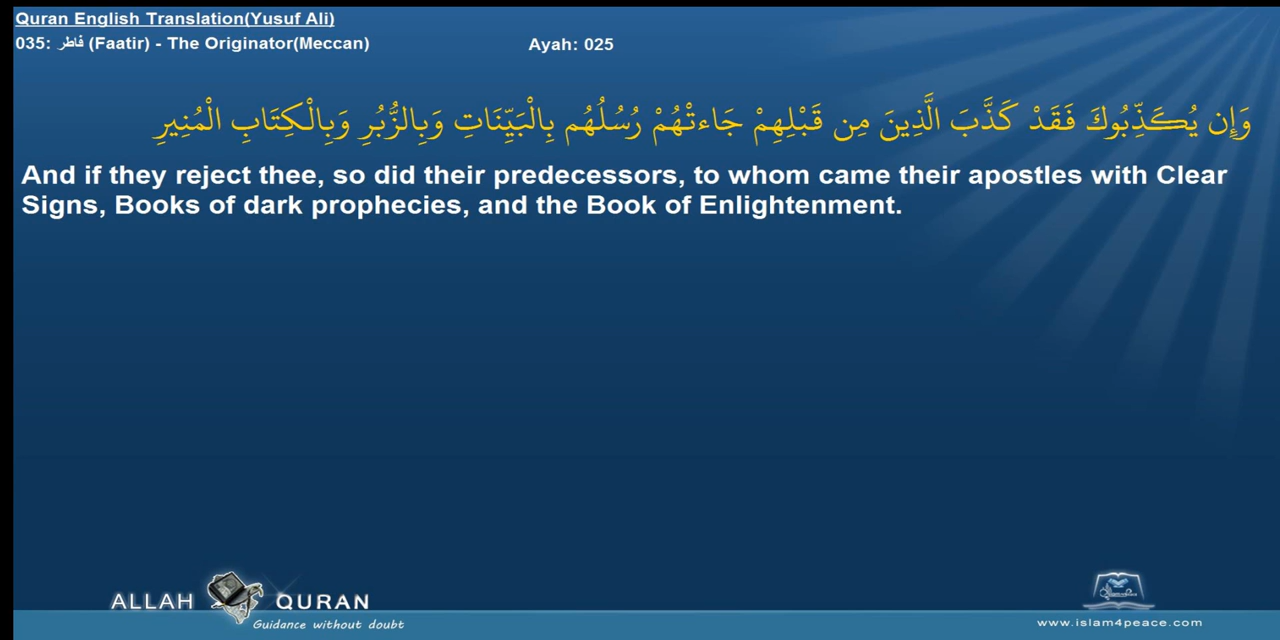 Quran English Translation(Yusuf Ali)
035: فاطر (Faatir) - The Originator(Meccan) Ayah: 025
وَإِن يُكَذِّبُوكَ فَقَدْ كَذَّبَ الَّذِينَ مِن قَبْلِهِمْ جَاءتْهُمْ رُسُلُهُم بِالْبَيِّنَاتِ وَبِالزُّبُرِ وَبِالْكِتَابِ الْمُنِيرِ
And if they reject thee, so did their predecessors, to whom came their apostles with Clear
Signs, Books of dark prophecies, and the Book of Enlightenment.
ALLAH QURAN
Guidance without doubt
www.islam4peace.com